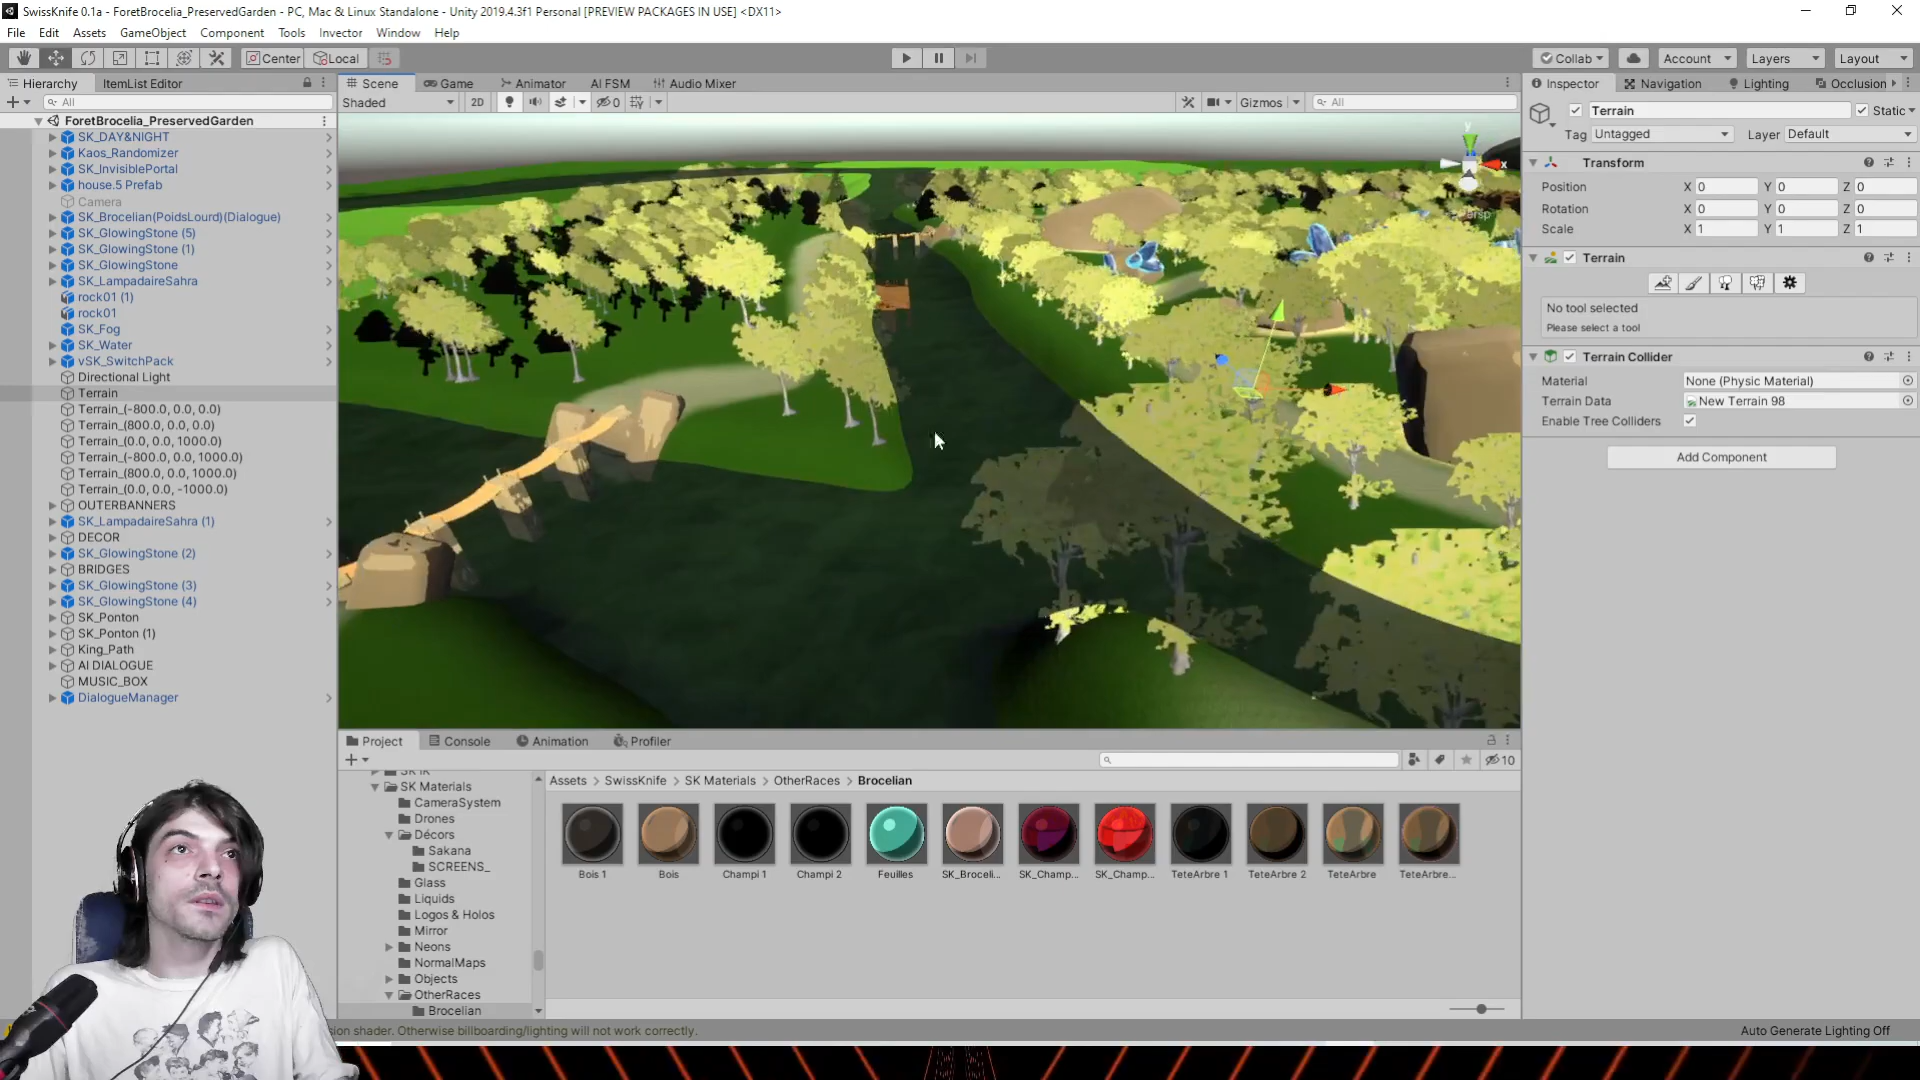 SwissKnife 0.1a - ForetBrocelia_PreservedGarden - PC, Mac & Linux Standalone - Unity 2019.4.3f1 Personal [PREVIEW PACKAGES IN USE] <DX11>
File Edit Assets GameObject Component Tools Invector Window Help
Center Local Collab Account Layers Layout
Hierarchy ItemList Editor
All
ForetBrocelia_PreservedGarden
SK_DAY&NIGHT
Kaos_Randomizer
SK_InvisiblePortal
house.5 Prefab
Camera
SK_Brocelian(PoidsLourd)(Dialogue)
SK_GlowingStone (5)
SK_GlowingStone (1)
SK_GlowingStone
SK_LampadaireSahra
rock01 (1)
rock01
SK_Fog
SK_Water
vSK_SwitchPack
Directional Light
Terrain
Terrain_(-800.0, 0.0, 0.0)
Terrain_(800.0, 0.0, 0.0)
Terrain_(0.0, 0.0, 1000.0)
Terrain_(-800.0, 0.0, 1000.0)
Terrain_(800.0, 0.0, 1000.0)
Terrain_(0.0, 0.0, -1000.0)
OUTERBANNERS
SK_LampadaireSahra (1)
DECOR
SK_GlowingStone (2)
BRIDGES
SK_GlowingStone (3)
SK_GlowingStone (4)
SK_Ponton
SK_Ponton (1)
King_Path
AI DIALOGUE
MUSIC_BOX
DialogueManager
Scene Game Animator AI FSM Audio Mixer
Shaded 2D 0 Gizmos All
y
x
Persp
Inspector Navigation Lighting Occlusion
Terrain Static
Tag Untagged Layer Default
Transform
Position X 0 Y 0 Z 0
Rotation X 0 Y 0 Z 0
Scale X 1 Y 1 Z 1
Terrain
No tool selected
Please select a tool
Terrain Collider
Material None (Physic Material)
Terrain Data New Terrain 98
Enable Tree Colliders
Add Component
Project Console Animation Profiler
10
SK Materials
CameraSystem
Drones
Décors
Sakana
SCREENS_
Glass
Liquids
Logos & Holos
Mirror
Neons
NormalMaps
Objects
OtherRaces
Brocelian
Assets SwissKnife SK Materials OtherRaces Brocelian
Bois 1 Bois Champi 1 Champi 2 Feuilles SK_Broceli... SK_Champ... SK_Champ... TeteArbre 1 TeteArbre 2 TeteArbre TeteArbre...
shader. Otherwise billboarding/lighting will not work correctly.
Auto Generate Lighting Off